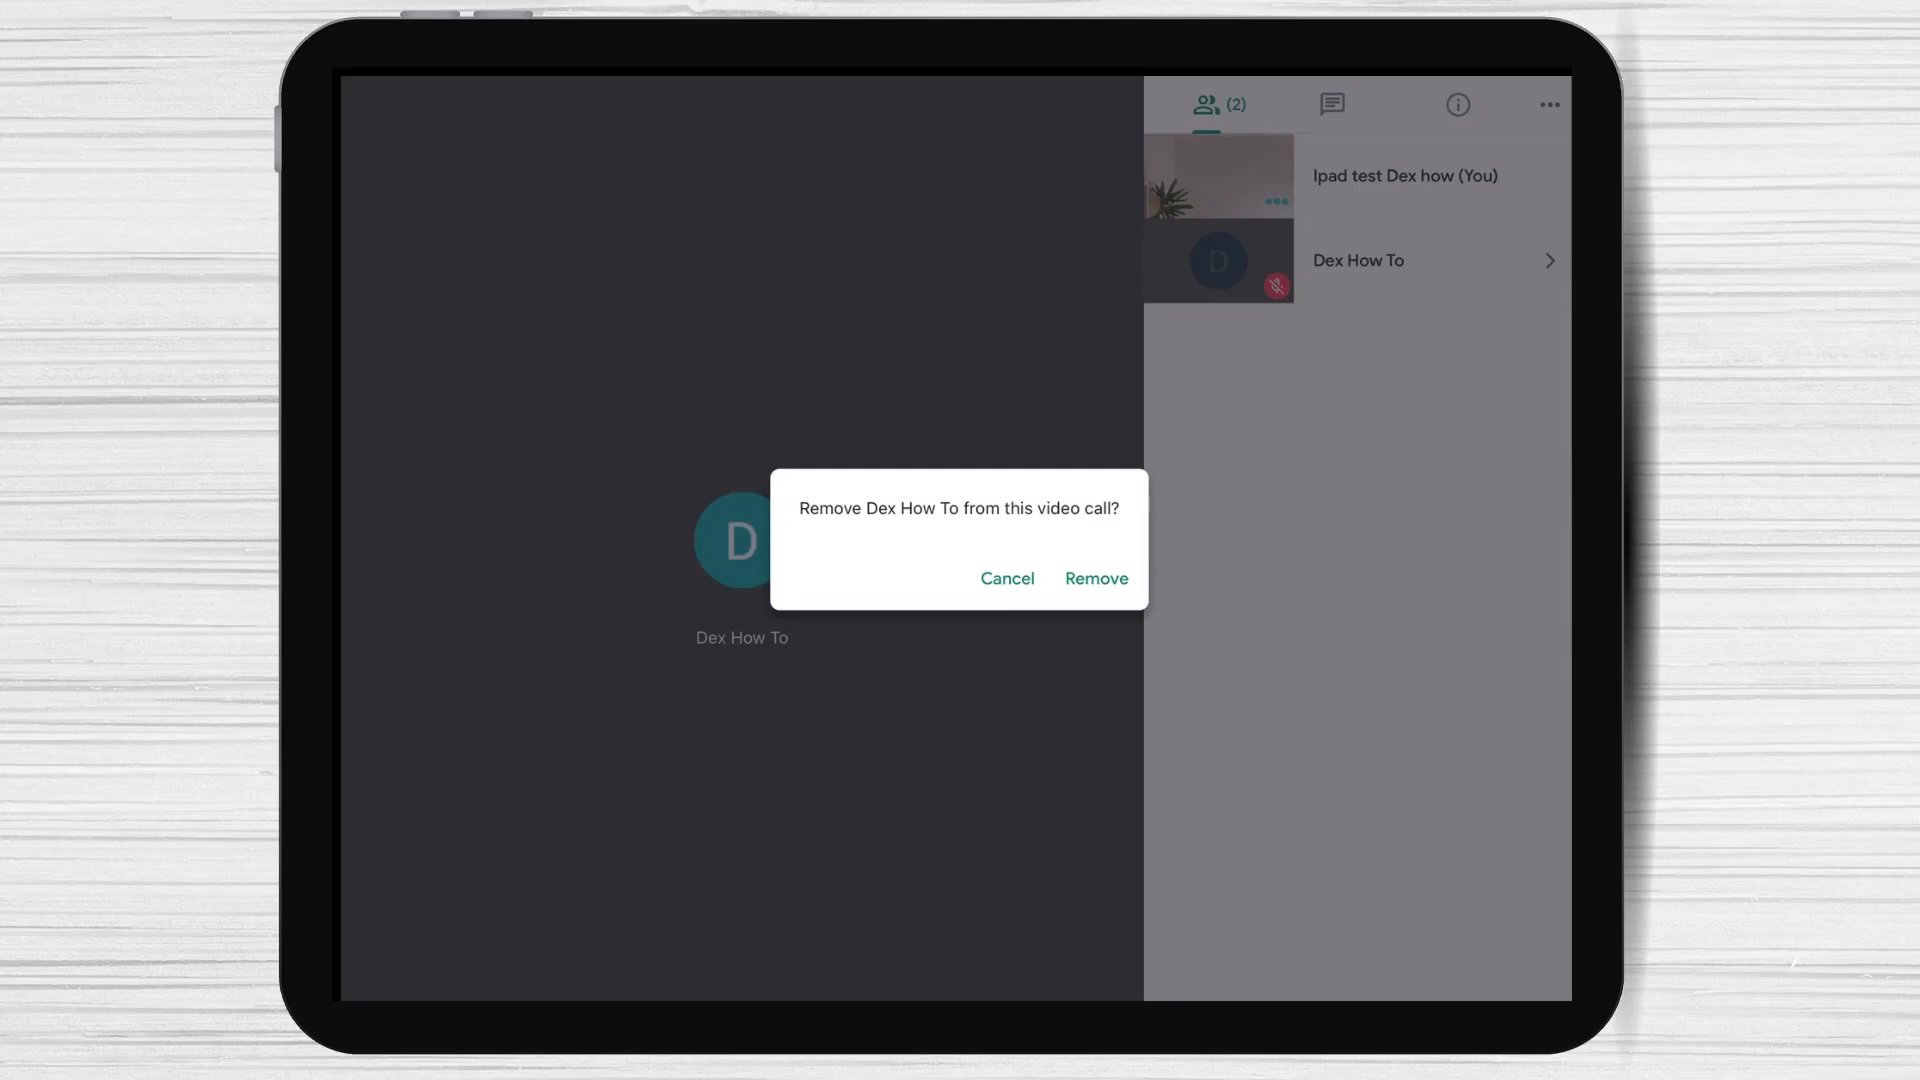 (2)
Ipad test Dex how (You)
D
Dex How To
Remove Dex How To from this video call?
Cancel
Remove
D
Dex How To